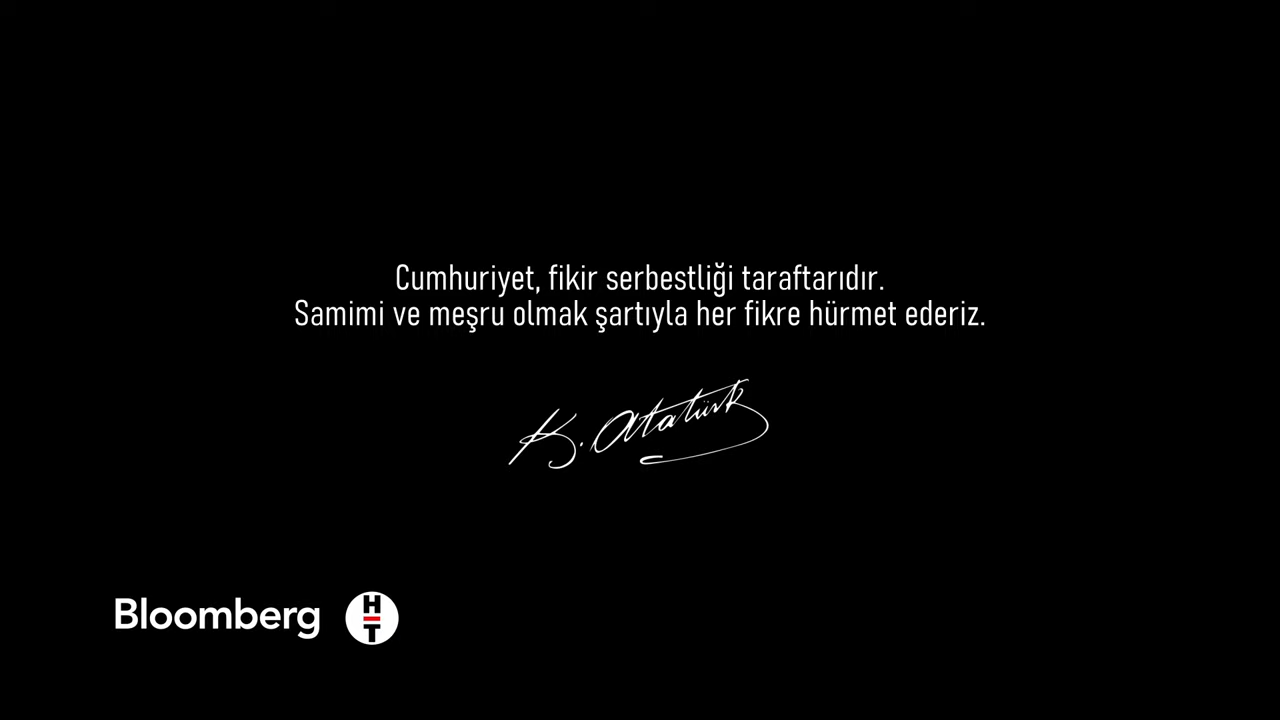 Cumhuriyet, fikir serbestliği taraftarıdır.
Samimi ve meşru olmak şartıyla her fikre hürmet ederiz.
K. Atatürk
Bloomberg HT